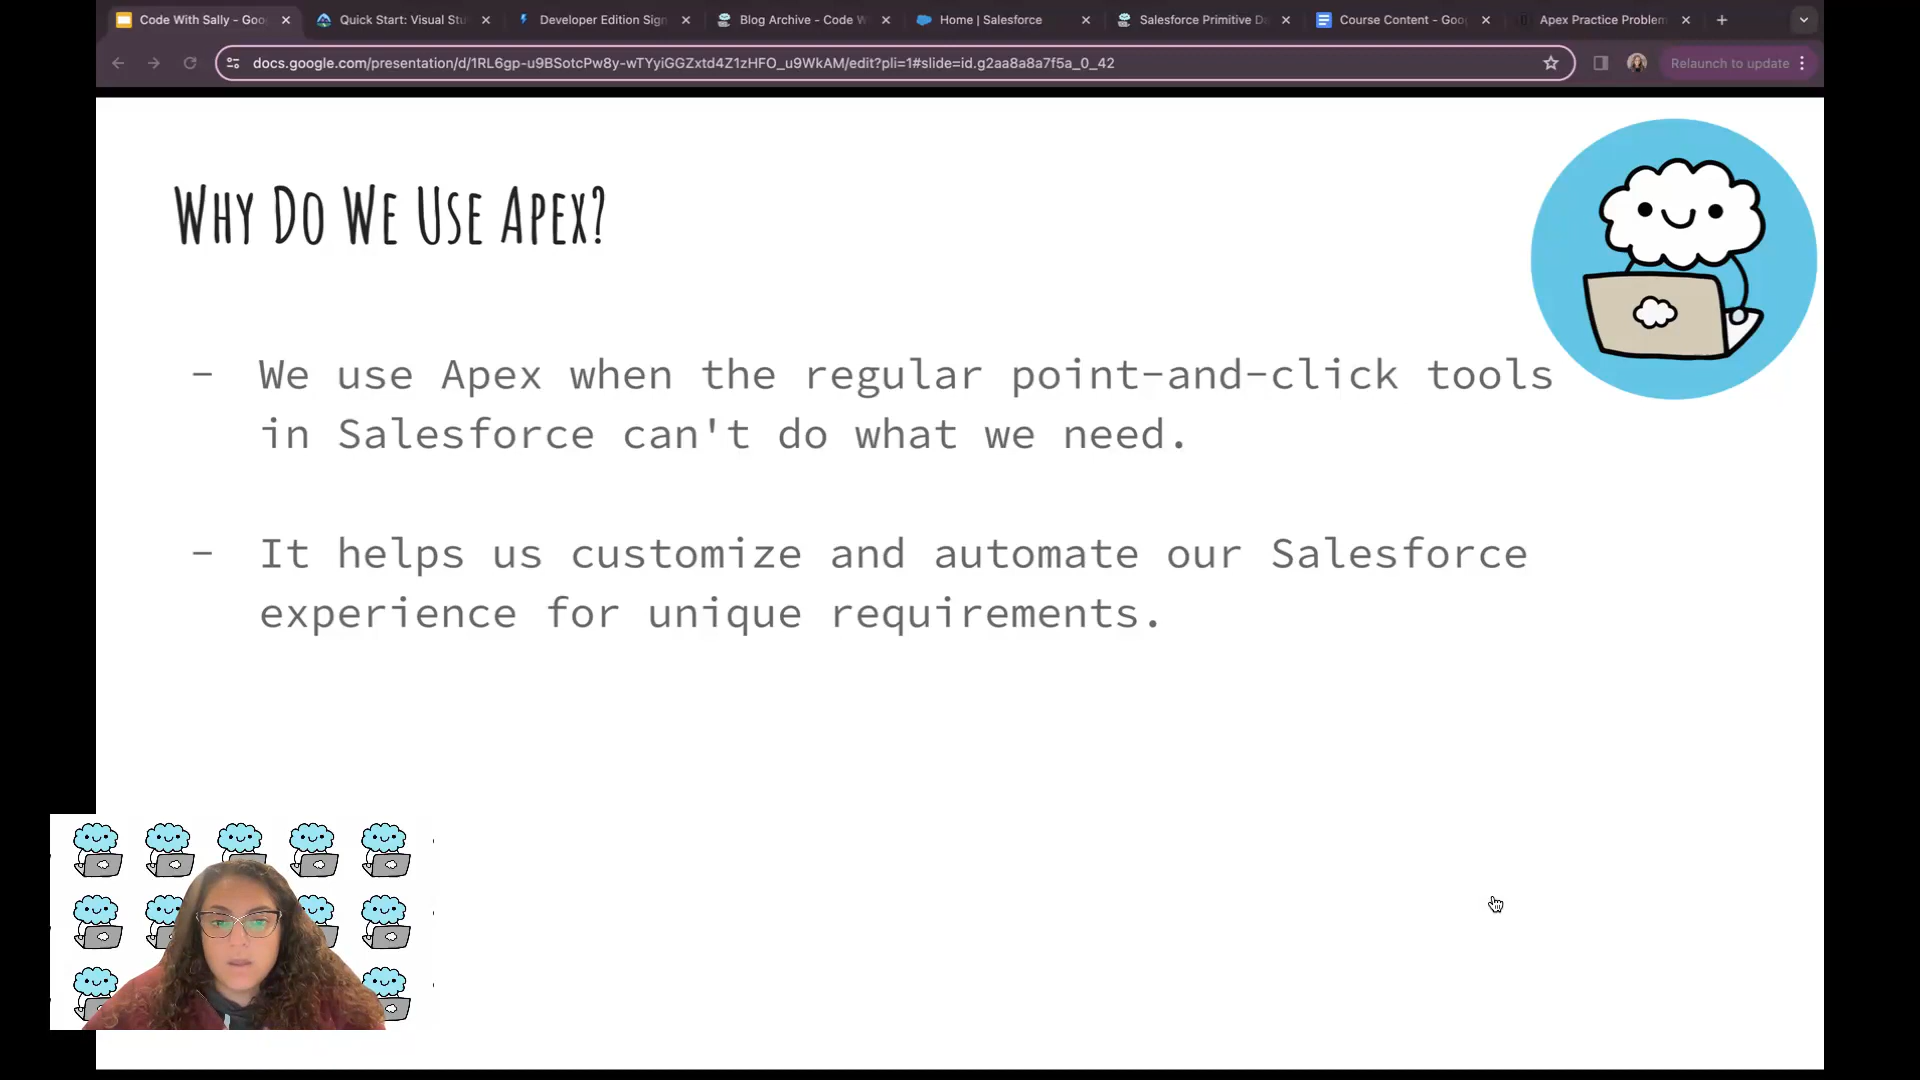 Code With Sally - Goo
Quick Start: Visual Stu
Developer Edition Sign
Blog Archive - Code W
Home | Salesforce
Salesforce Primitive Da
Course Content - Goog
Apex Practice Problem
docs.google.com/presentation/d/1RL6gp-u9BSotcPw8y-wTYyiGGZxtd4Z1zHFO_u9WkAM/edit?pli=1#slide=id.g2aa8a8a7f5a_0_42
Relaunch to update
WHY DO WE USE APEX?
- We use Apex when the regular point-and-click tools
in Salesforce can't do what we need.
- It helps us customize and automate our Salesforce
experience for unique requirements.